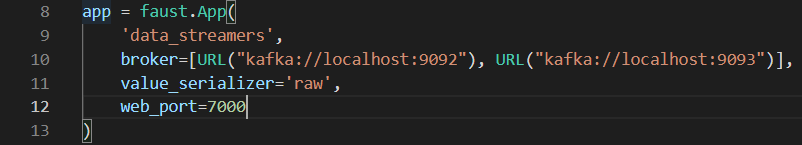 8 app = faust.App(
9 'data_streamers',
10 broker=[URL("kafka://localhost:9092"), URL("kafka://localhost:9093")],
11 value_serializer='raw',
12 web_port=7000
13 )